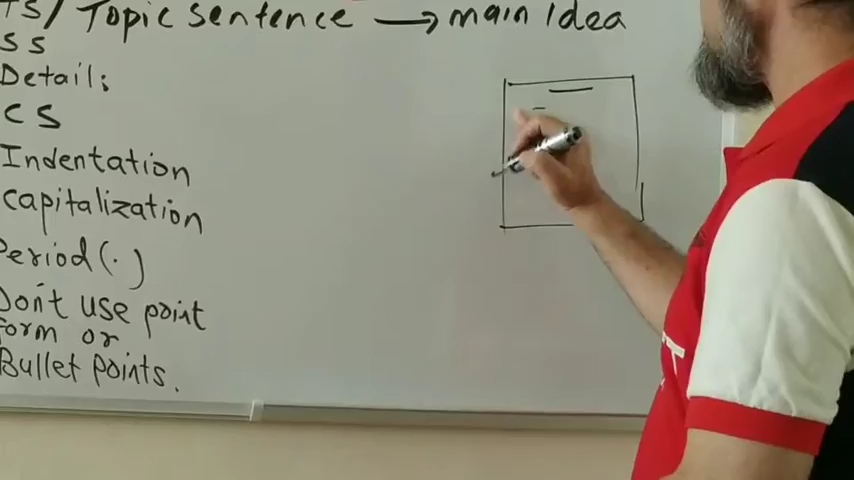 TS/ Topic Sentence → main Idea
SS
Detail:
CS
Indentation
Capitalization
Period (.)
Don't use point
form or
Bullet points.